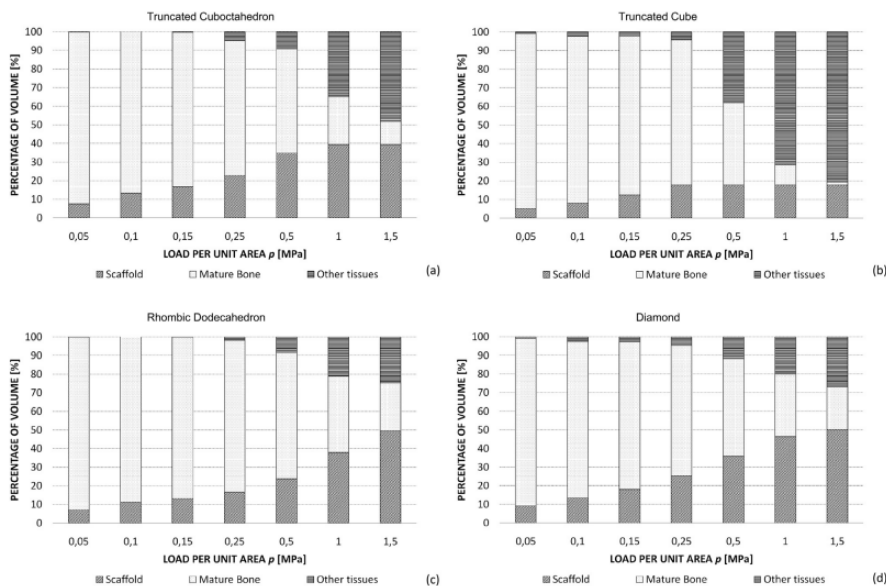 Truncated Cuboctahedron
PERCENTAGE OF VOLUME [%]
100
90
80
70
60
50
40
30
20
10
0
0,05 0,1 0,15 0,25 0,5 1 1,5
LOAD PER UNIT AREA p [MPa]
Scaffold Mature Bone Other tissues
(a)
Truncated Cube
PERCENTAGE OF VOLUME [%]
100
90
80
70
60
50
40
30
20
10
0
0,05 0,1 0,15 0,25 0,5 1 1,5
LOAD PER UNIT AREA p [MPa]
Scaffold Mature Bone Other tissues
(b)
Rhombic Dodecahedron
PERCENTAGE OF VOLUME [%]
100
90
80
70
60
50
40
30
20
10
0
0,05 0,1 0,15 0,25 0,5 1 1,5
LOAD PER UNIT AREA p [MPa]
Scaffold Mature Bone Other tissues
(c)
Diamond
PERCENTAGE OF VOLUME [%]
100
90
80
70
60
50
40
30
20
10
0
0,05 0,1 0,15 0,25 0,5 1 1,5
LOAD PER UNIT AREA p [MPa]
Scaffold Mature Bone Other tissues
(d)